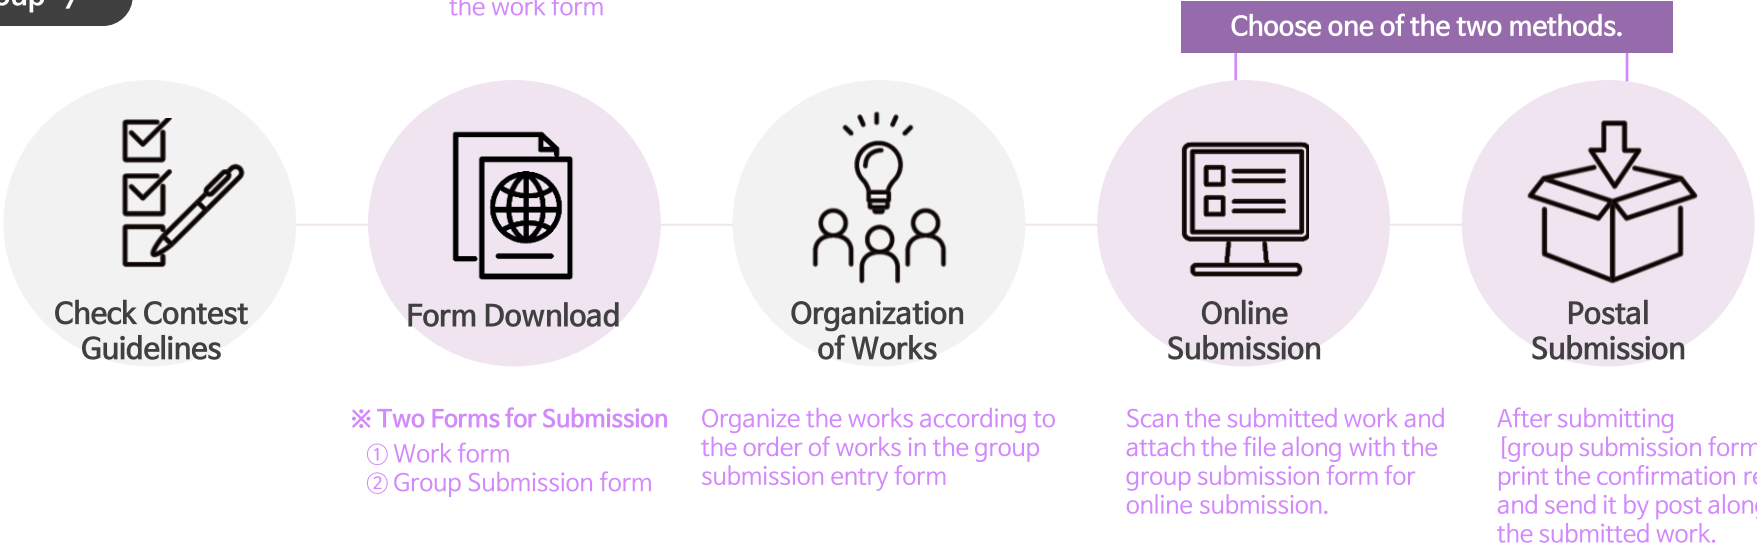 the work form
Choose one of the two methods.
Check Contest
Guidelines
Form Download
Organization
of Works
Online
Submission
Postal
Submission
※ Two Forms for Submission
① Work form
② Group Submission form
Organize the works according to
the order of works in the group
submission entry form
Scan the submitted work and
attach the file along with the
group submission form for
online submission.
After submitting
[group submission form
print the confirmation
and send it by post
the submitted work.